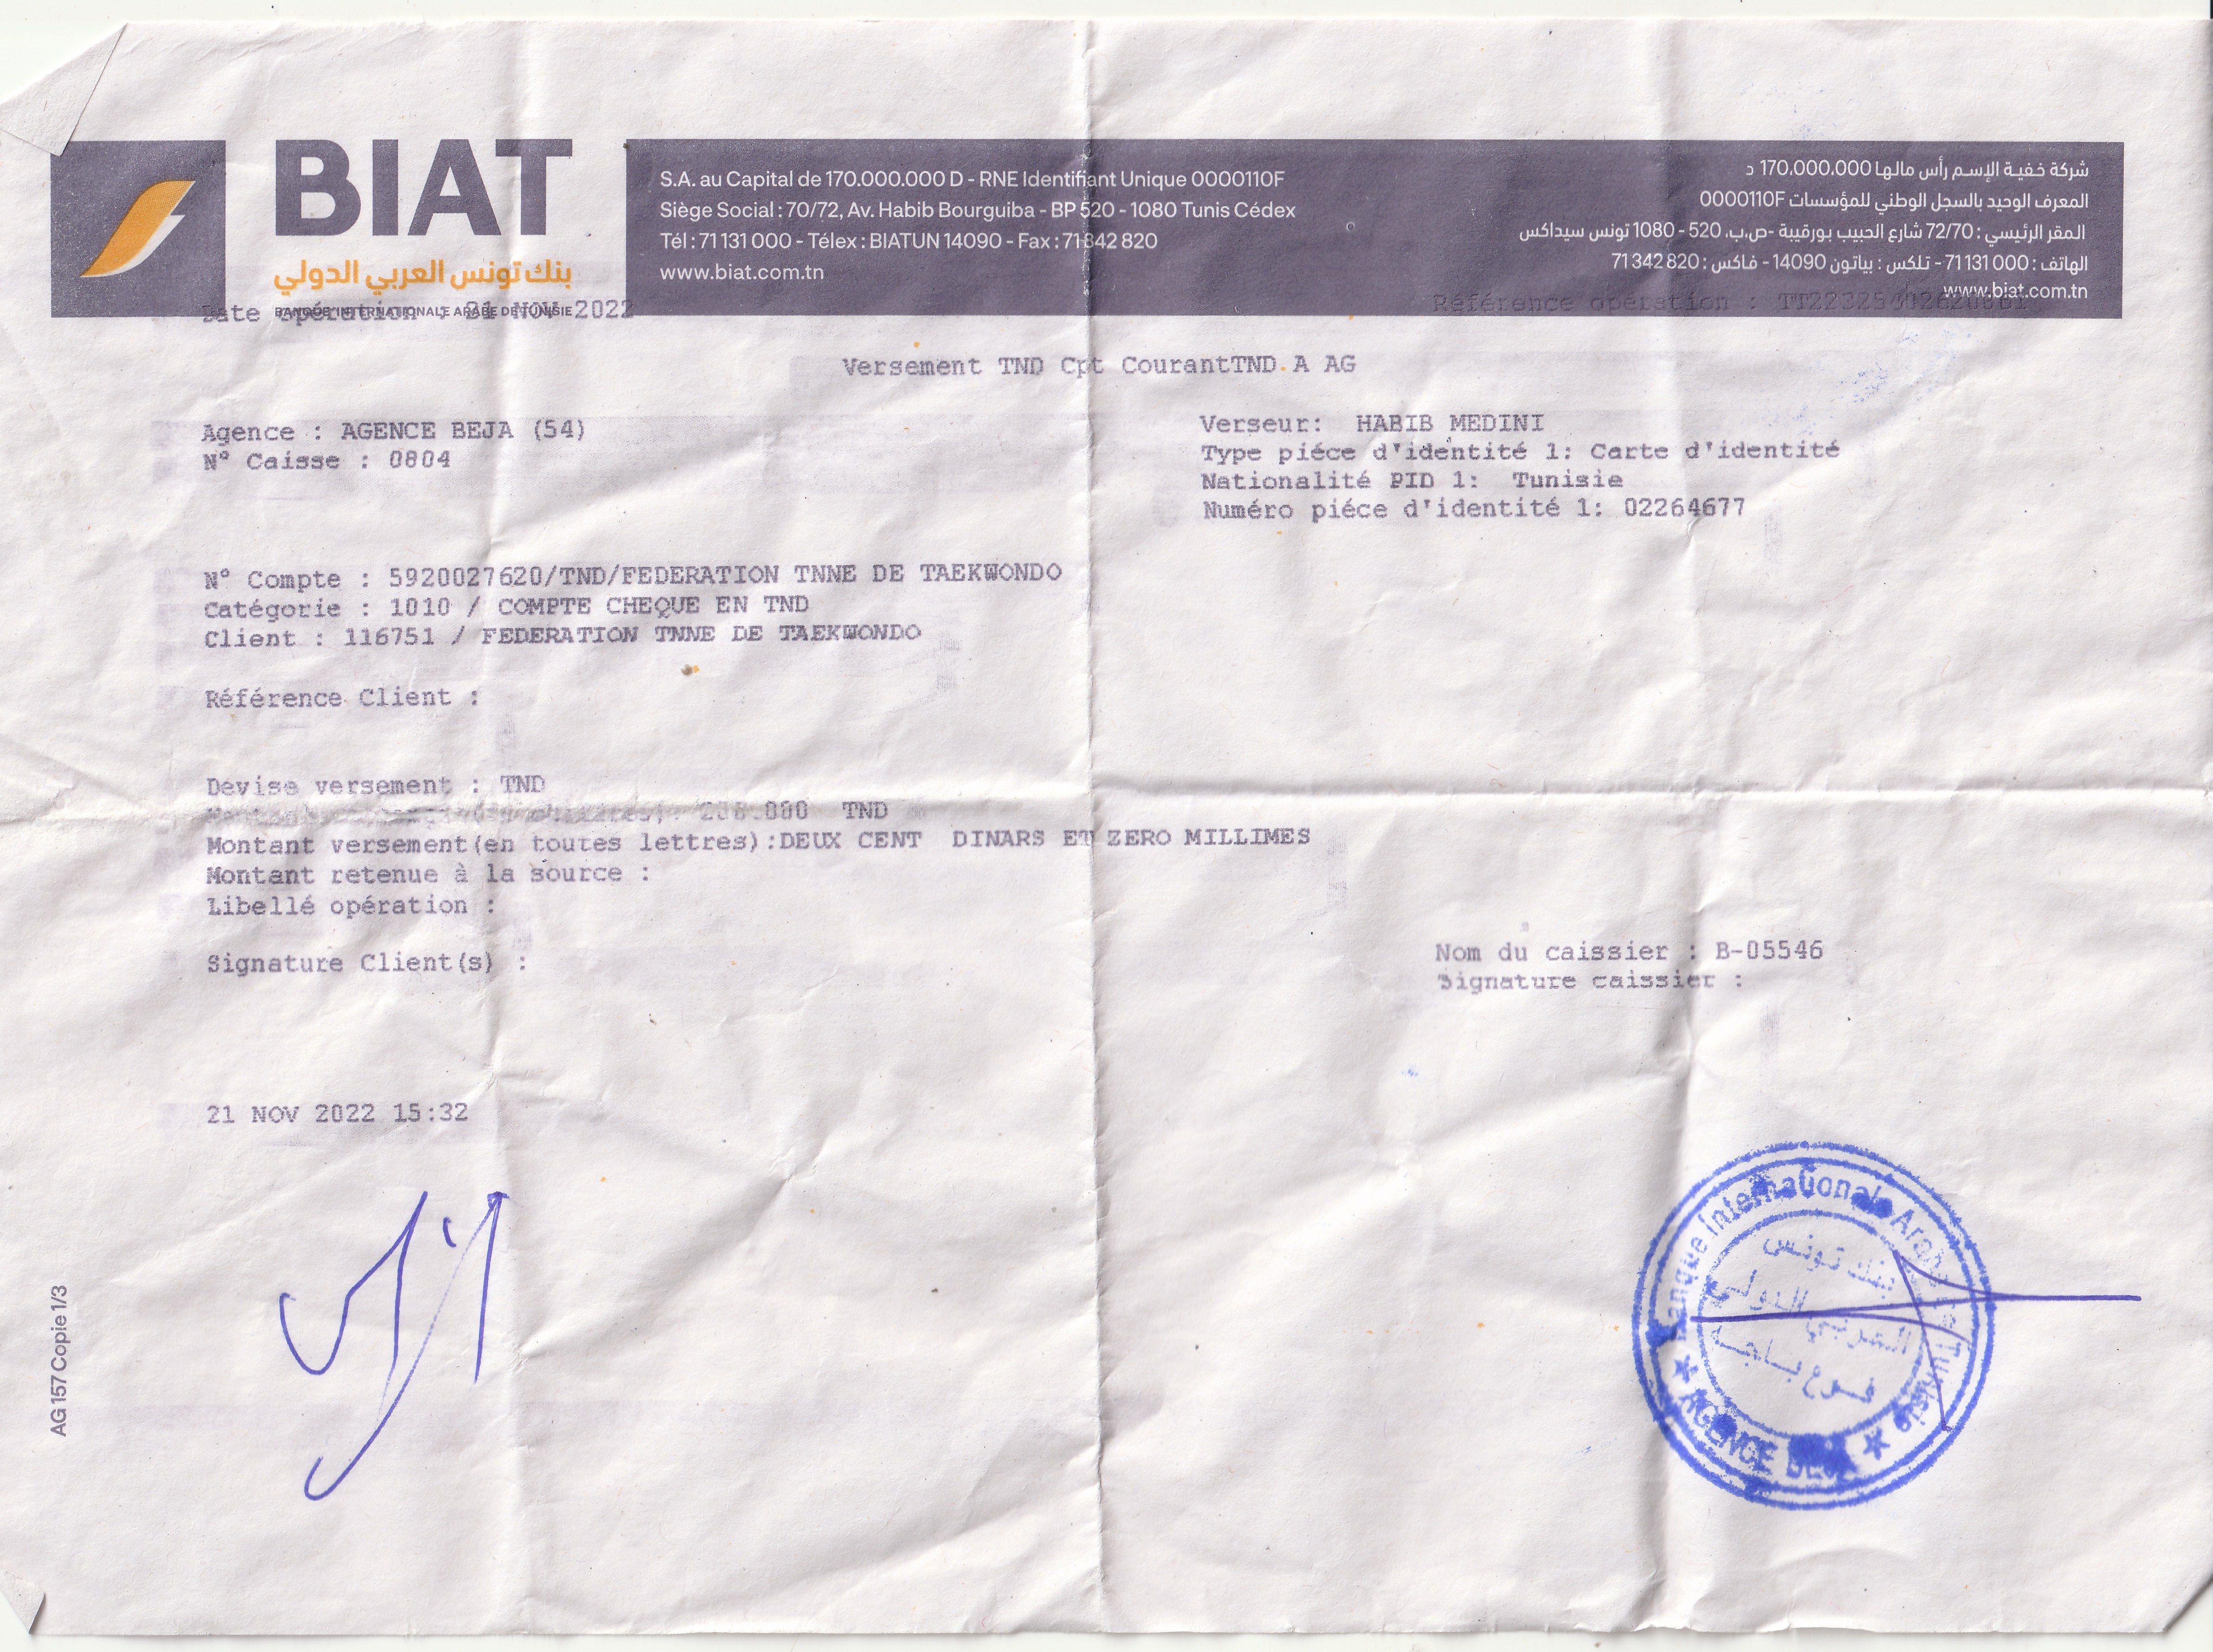 BIAT
بنك تونس العربي الدولي
BANQUE INTERNATIONALE ARABE DE TUNISIE
S.A. au Capital de 170.000.000 D - RNE Identifiant Unique 0000110F
Siège Social : 70/72, Av. Habib Bourguiba - BP 520 - 1080 Tunis Cédex
Tél : 71 131 000 - Télex : BIATUN 14090 - Fax : 71 842 820
www.biat.com.tn
شركة خفية الإسم رأس مالها 170.000.000 د
المعرف الوحيد بالسجل الوطني للمؤسسات 0000110F
المقر الرئيسي : 72/70 شارع الحبيب بورقيبة -ص.ب. 520 - 1080 تونس سيداكس
الهاتف : 71 131 000 - تلكس : بياتون 14090 - فاكس : 71 342 820
www.biat.com.tn
Date opération : 21 NOV 2022
Référence opération :
Versement TND Cpt CourantTND A AG
Agence : AGENCE BEJA (54)
N° Caisse : 0804
Verseur: HABIB MEDINI
Type piéce d'identité 1: Carte d'identité
Nationalité PID 1: Tunisie
Numéro piéce d'identité 1: 02264677
N° Compte : 5920027620/TND/FEDERATION TNNE DE TAEKWONDO
Catégorie : 1010 / COMPTE CHEQUE EN TND
Client : 116751 / FEDERATION TNNE DE TAEKWONDO
Référence Client :
Devise versement : TND
TND
Montant versement(en toutes lettres):DEUX CENT DINARS ET ZERO MILLIMES
Montant retenue à la source :
Libellé opération :
Signature Client(s) :
Nom du caissier : B-05546
Signature caissier :
21 NOV 2022 15:32
Banque Internationale Arabe de Tunisie
بنك تونس
العربي الدولي
فرع باجة
★ AGENCE BEJA ★
AG 157 Copie 1/3